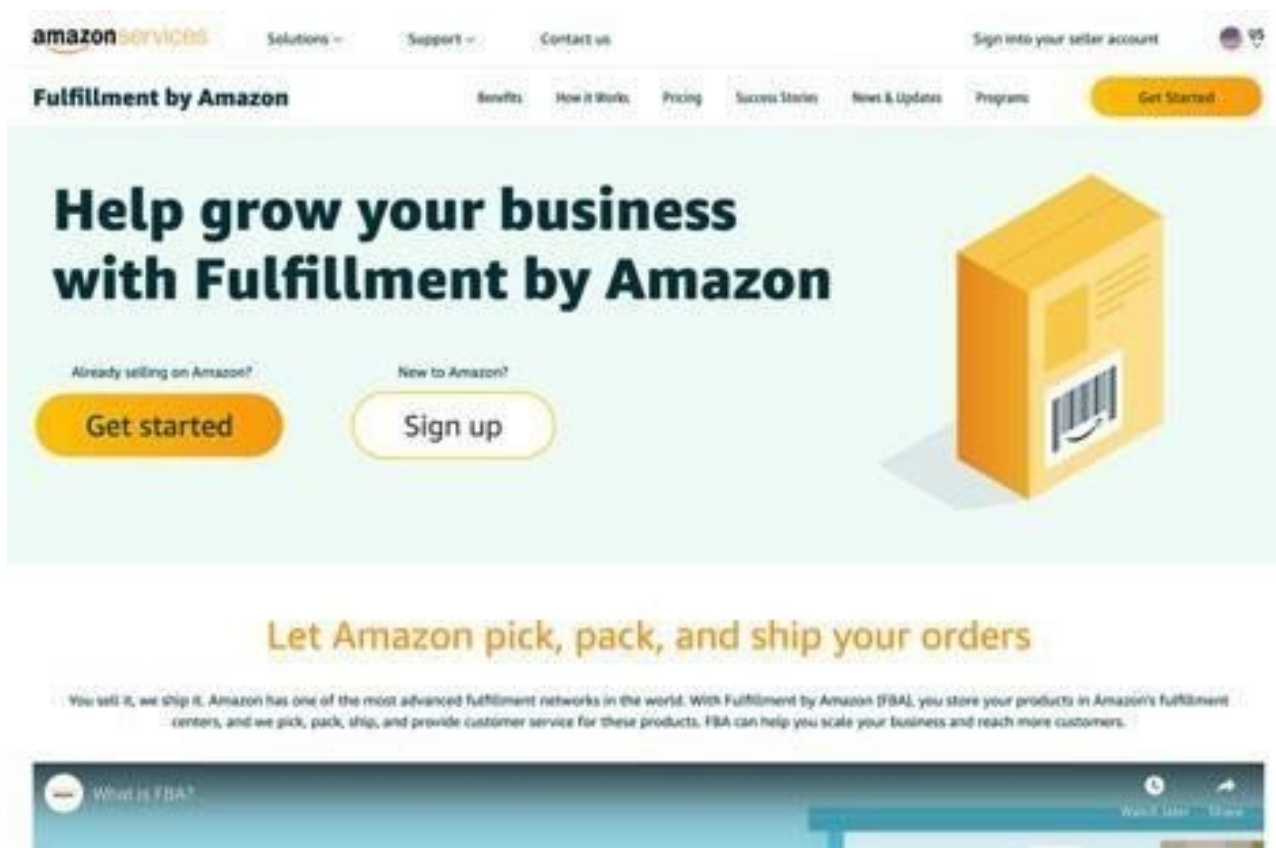 amazonservices Solutions Support Contact us Sign into your seller account US
Fulfillment by Amazon Benefits How it Works Pricing Success Stories News & Updates Programs Get Started
Help grow your business
with Fulfillment by Amazon
Already selling on Amazon? New to Amazon?
Get started Sign up
Let Amazon pick, pack, and ship your orders
You sell it, we ship it. Amazon has one of the most advanced fulfillment networks in the world. With Fulfillment by Amazon (FBA), you store your products in Amazon's fulfillment
centers, and we pick, pack, ship, and provide customer service for these products. FBA can help you scale your business and reach more customers.
What is FBA?
Watch later Share